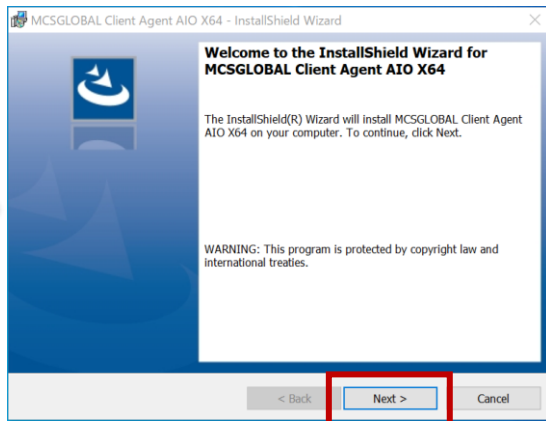 MCSGLOBAL Client Agent AIO X64 - InstallShield Wizard
Welcome to the InstallShield Wizard for
MCSGLOBAL Client Agent AIO X64
The InstallShield(R) Wizard will install MCSGLOBAL Client Agent
AIO X64 on your computer. To continue, click Next.
WARNING: This program is protected by copyright law and
international treaties.
< Back
Next >
Cancel